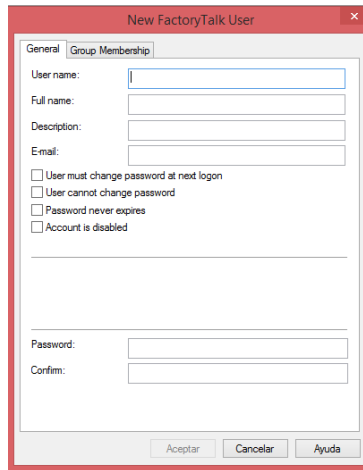 New FactoryTalk User
General Group Membership
User name:
Full name:
Description:
E-mail:
User must change password at next logon
User cannot change password
Password never expires
Account is disabled
Password:
Confirm:
Aceptar Cancelar Ayuda